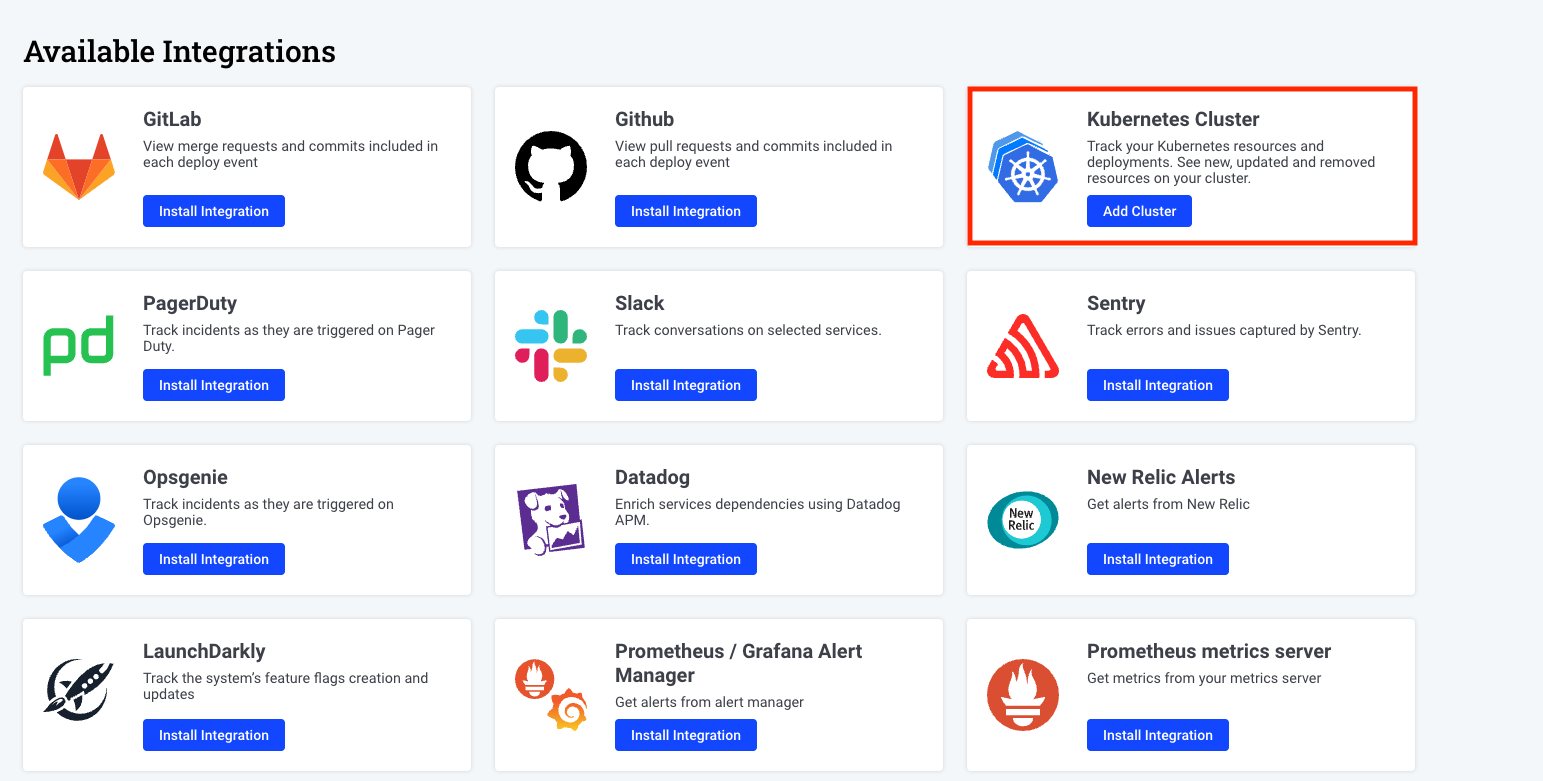 Available Integrations
GitLab
View merge requests and commits included in
each deploy event
Install Integration
Github
View pull requests and commits included in
each deploy event
Install Integration
Kubernetes Cluster
Track your Kubernetes resources and
deployments. See new, updated and removed
resources on your cluster.
Add Cluster
pd
PagerDuty
Track incidents as they are triggered on Pager
Duty.
Install Integration
Slack
Track conversations on selected services.
Install Integration
Sentry
Track errors and issues captured by Sentry.
Install Integration
Opsgenie
Track incidents as they are triggered on
Opsgenie.
Install Integration
Datadog
Enrich services dependencies using Datadog
APM.
Install Integration
New
Relic
New Relic Alerts
Get alerts from New Relic
Install Integration
LaunchDarkly
Track the system's feature flags creation and
updates
Install Integration
Prometheus / Grafana Alert
Manager
Get alerts from alert manager
Install Integration
Prometheus metrics server
Get metrics from your metrics server
Install Integration